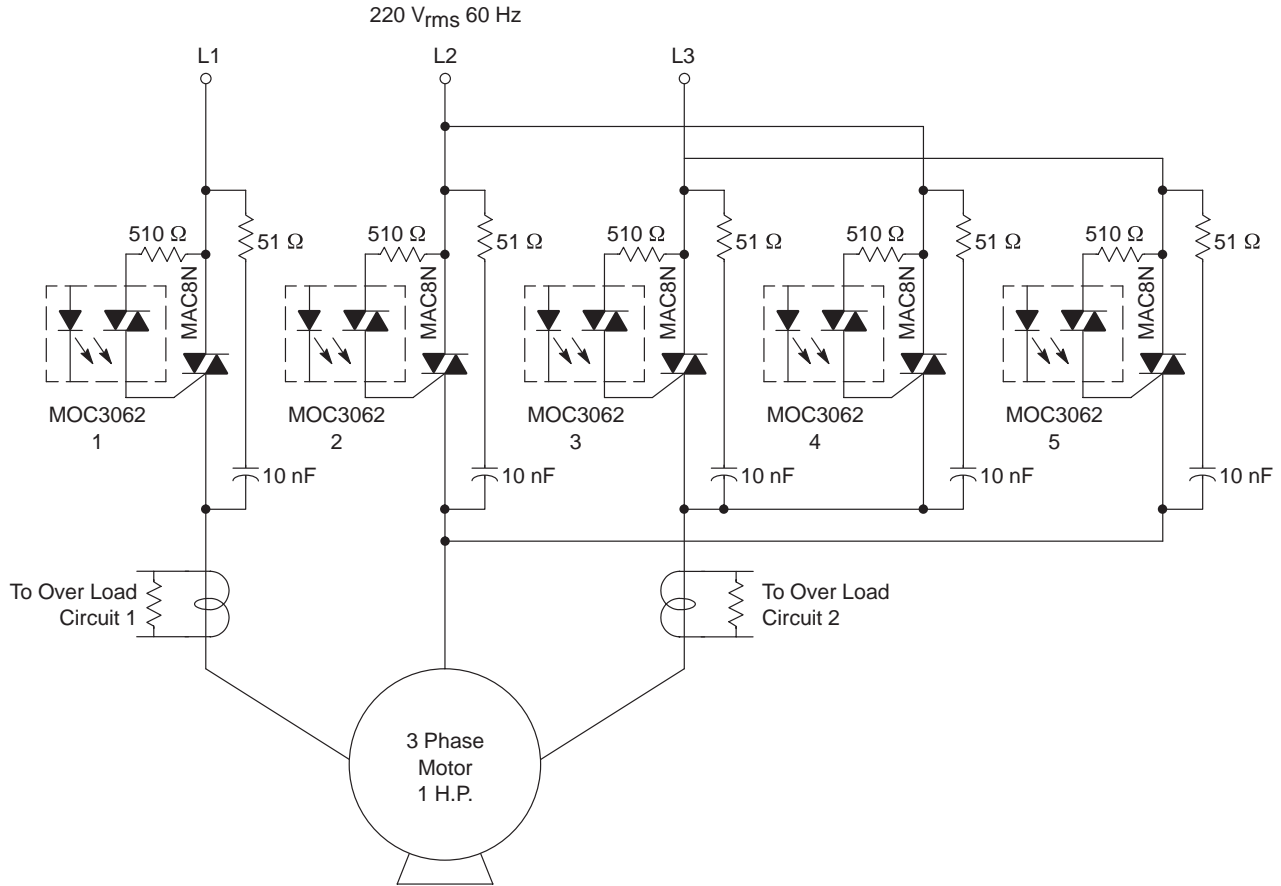 220 Vrms 60 Hz
L1
L2
L3
510 Ω
51 Ω
510 Ω
51 Ω
510 Ω
51 Ω
510 Ω
51 Ω
510 Ω
51 Ω
MAC8N
MAC8N
MAC8N
MAC8N
MAC8N
MOC3062
1
MOC3062
2
MOC3062
3
MOC3062
4
MOC3062
5
10 nF
10 nF
10 nF
10 nF
10 nF
To Over Load
Circuit 1
To Over Load
Circuit 2
3 Phase
Motor
1 H.P.